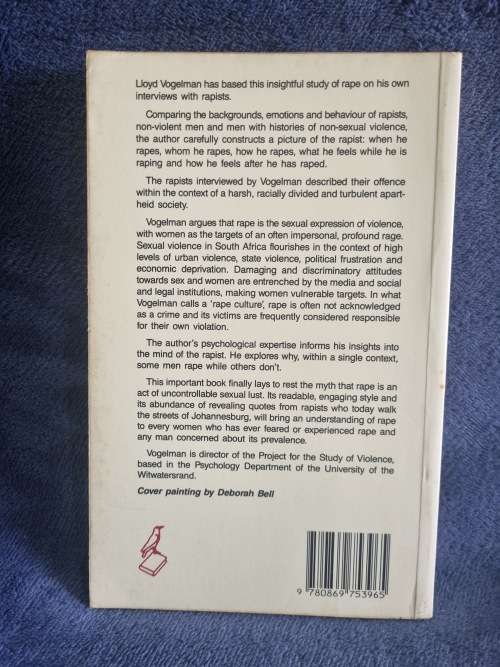 Lloyd Vogelman has based this insightful study of rape on his own
interviews with rapists.
Comparing the backgrounds, emotions and behaviour of rapists,
non-violent men and men with histories of non-sexual violence,
the author carefully constructs a picture of the rapist: when he
rapes, whom he rapes, how he rapes, what he feels while he is
raping and how he feels after he has raped.
The rapists interviewed by Vogelman described their offence
within the context of a harsh, racially divided and turbulent apart-
heid society.
Vogelman argues that rape is the sexual expression of violence,
with women as the targets of an often impersonal, profound rage.
Sexual violence in South Africa flourishes in the context of high
levels of urban violence, state violence, political frustration and
economic deprivation. Damaging and discriminatory attitudes
towards sex and women are entrenched by the media and social
and legal institutions, making women vulnerable targets. In what
Vogelman calls a 'rape culture', rape is often not acknowledged
as a crime and its victims are frequently considered responsible
for their own violation.
The author's psychological expertise informs his insights into
the mind of the rapist. He explores why, within a single context,
some men rape while others don't.
This important book finally lays to rest the myth that rape is an
act of uncontrollable sexual lust. Its readable, engaging style and
its abundance of revealing quotes from rapists who today walk
the streets of Johannesburg, will bring an understanding of rape
to every women who has ever feared or experienced rape and
any man concerned about its prevalence.
Vogelman is director of the Project for the Study of Violence,
based in the Psychology Department of the University of the
Witwatersrand.
Cover painting by Deborah Bell
9 780869 753965